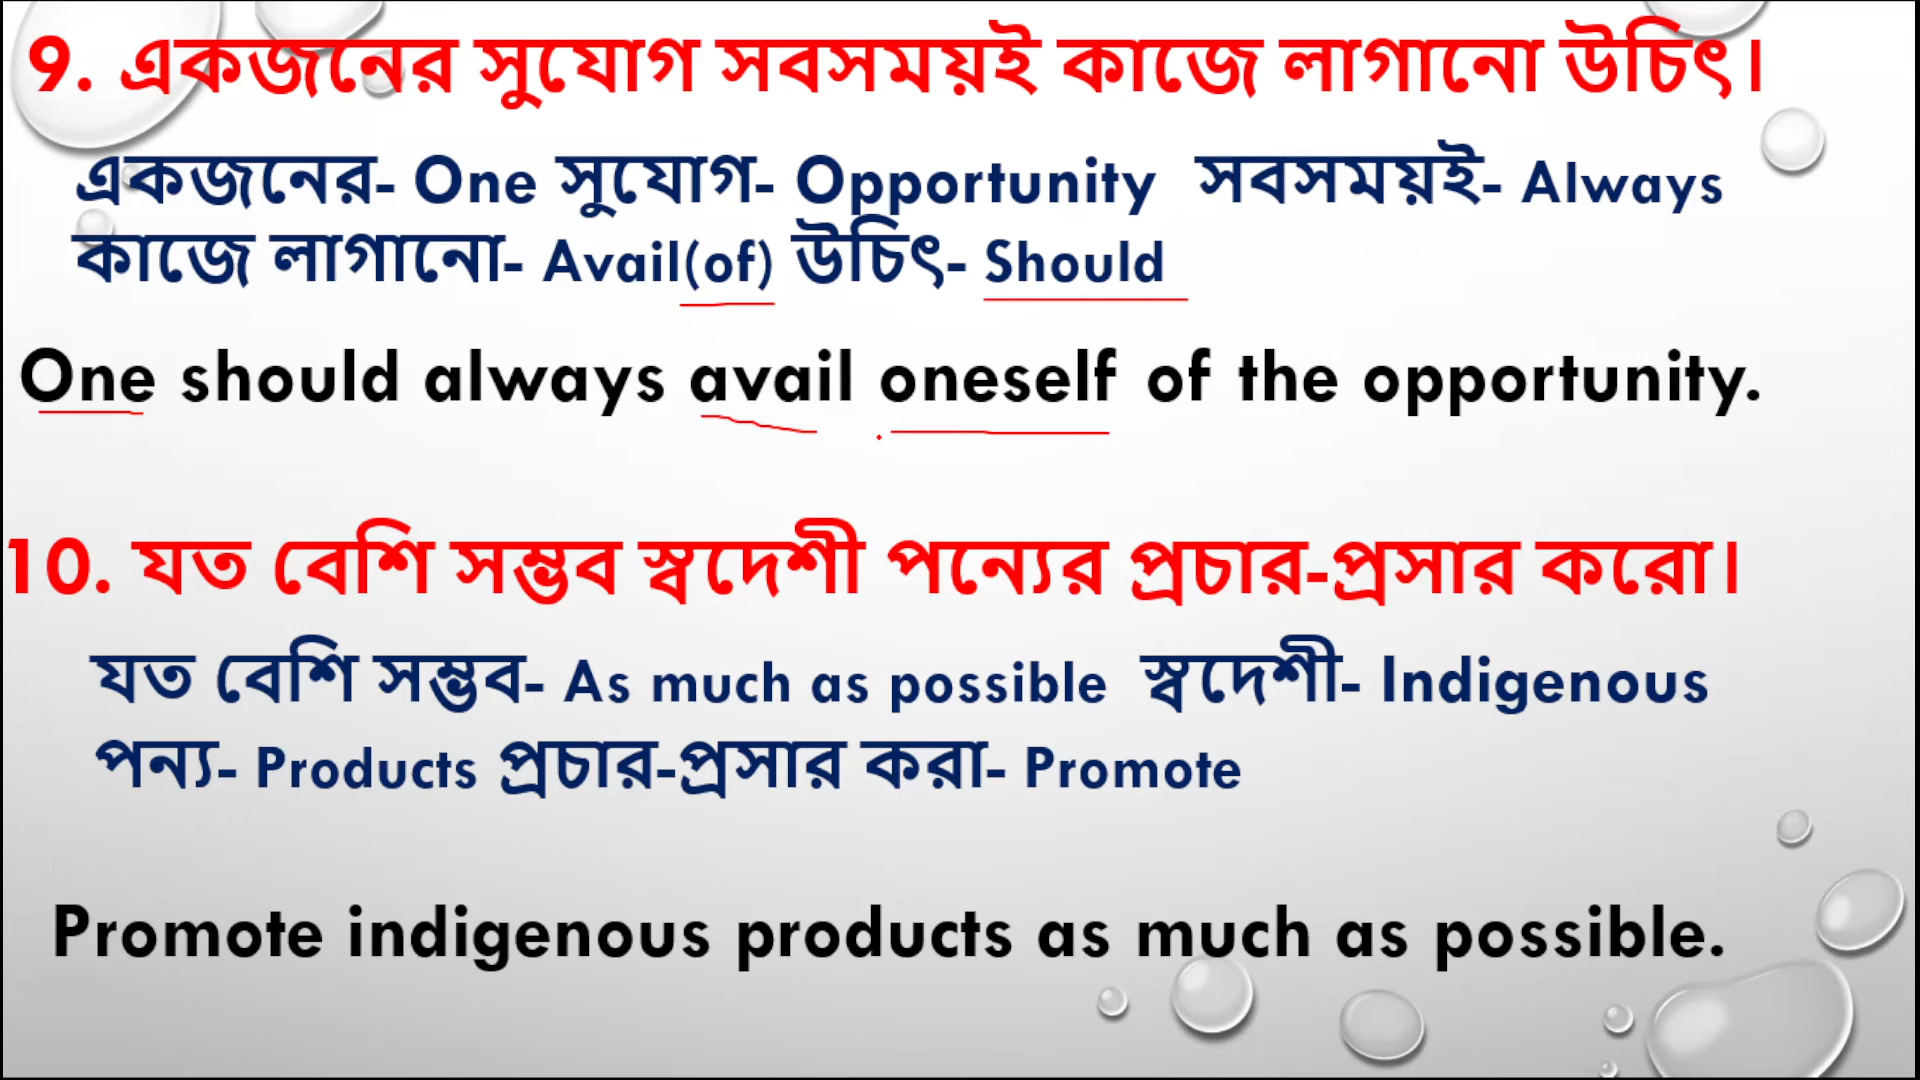 9. একজনের সুযোগ সবসময়ই কাজে লাগানো উচিৎ।
একজনের- One সুযোগ- Opportunity সবসময়ই- Always
কাজে লাগানো- Avail(of) উচিৎ- Should
One should always avail oneself of the opportunity.
10. যত বেশি সম্ভব স্বদেশী পন্যের প্রচার-প্রসার করো।
যত বেশি সম্ভব- As much as possible স্বদেশী- Indigenous
পন্য- Products প্রচার-প্রসার করা- Promote
Promote indigenous products as much as possible.